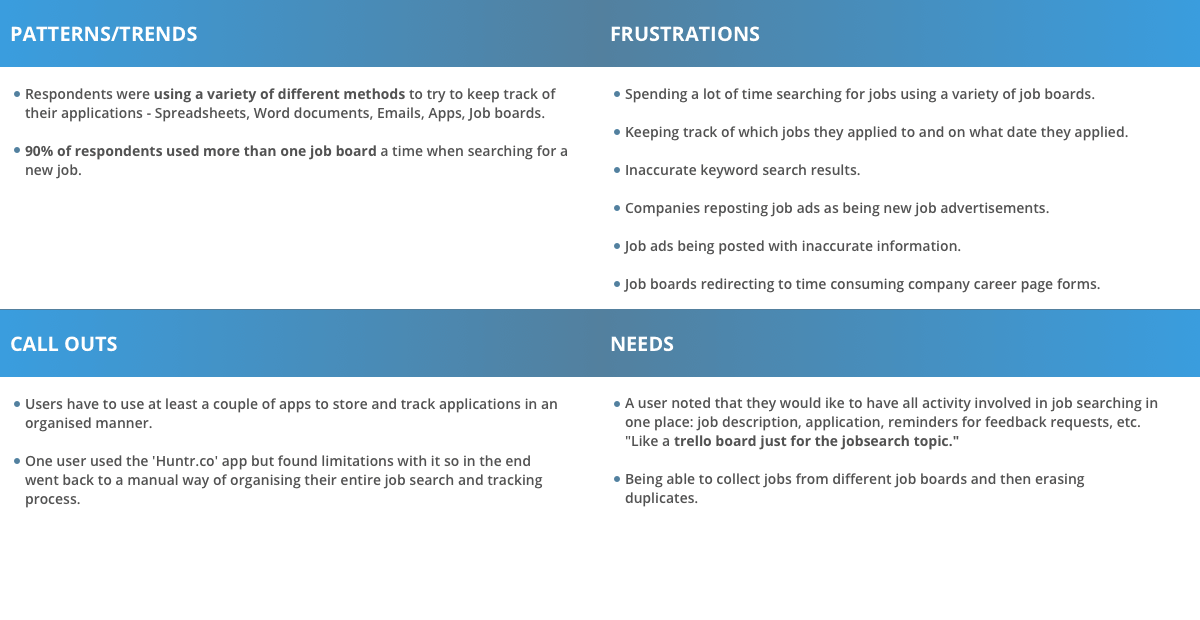 PATTERNS/TRENDS
Respondents were using a variety of different methods to try to keep track of
their applications - Spreadsheets, Word documents, Emails, Apps, Job boards.
90% of respondents used more than one job board a time when searching for a
new job.
FRUSTRATIONS
Spending a lot of time searching for jobs using a variety of job boards.
Keeping track of which jobs they applied to and on what date they applied.
Inaccurate keyword search results.
Companies reposting job ads as being new job advertisements.
Job ads being posted with inaccurate information.
Job boards redirecting to time consuming company career page forms.
CALL OUTS
Users have to use at least a couple of apps to store and track applications in an
organised manner.
One user used the 'Huntr.co' app but found limitations with it so in the end
went back to a manual way of organising their entire job search and tracking
process.
NEEDS
A user noted that they would ike to have all activity involved in job searching in
one place: job description, application, reminders for feedback requests, etc.
"Like a trello board just for the jobsearch topic."
Being able to collect jobs from different job boards and then erasing
duplicates.